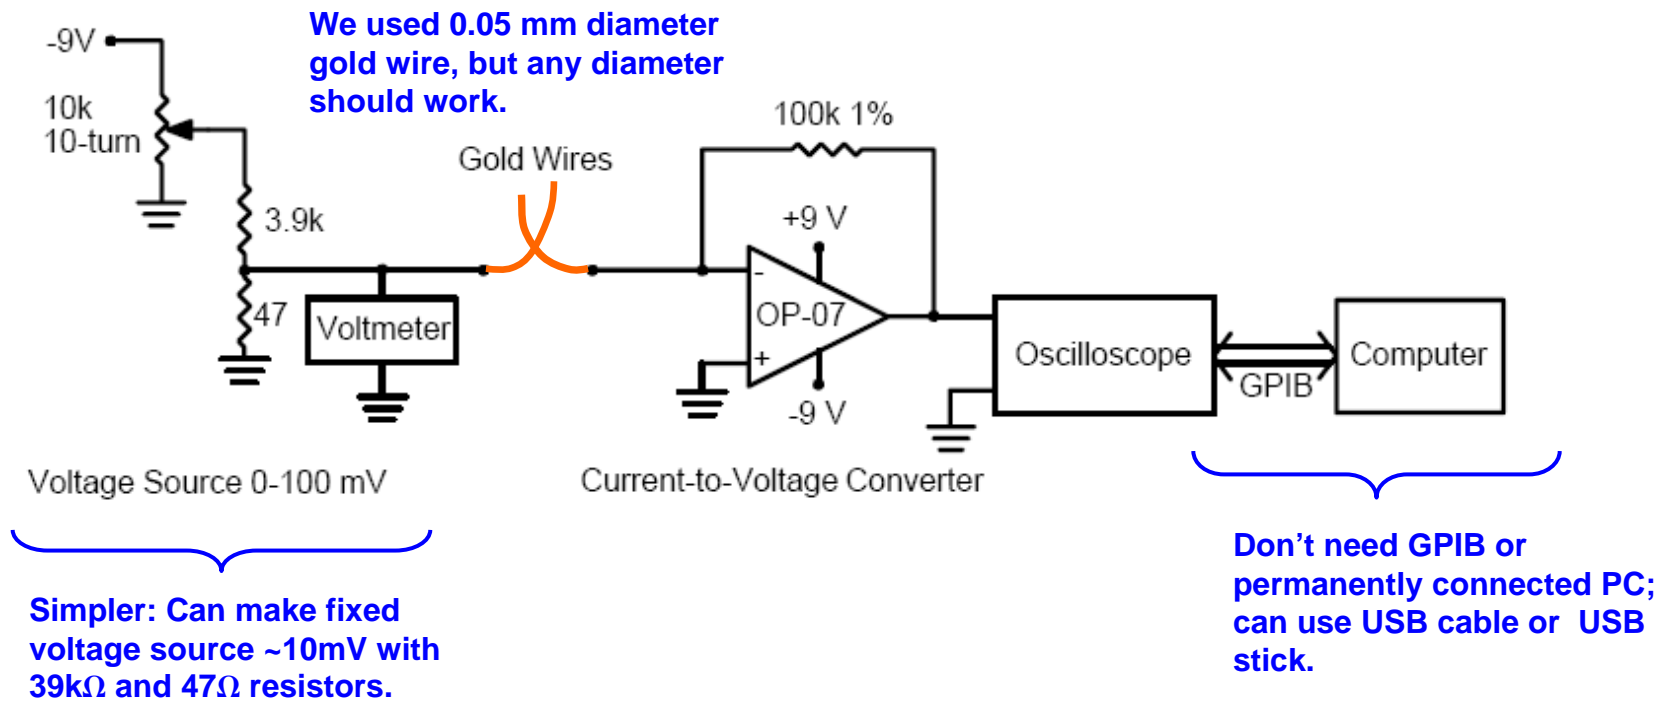 We used 0.05 mm diameter
gold wire, but any diameter
should work.
-9V
10k
10-turn
3.9k
47
Voltmeter
Gold Wires
100k 1%
+9 V
-
OP-07
+
-9 V
Oscilloscope
GPIB
Computer
Voltage Source 0-100 mV
Current-to-Voltage Converter
Simpler: Can make fixed
voltage source ~10mV with
39kΩ and 47Ω resistors.
Don’t need GPIB or
permanently connected PC;
can use USB cable or  USB
stick.